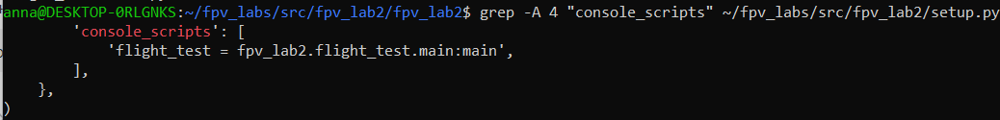 anna@DESKTOP-0RLGNKS:~/fpv_labs/src/fpv_lab2/fpv_lab2$ grep -A 4 "console_scripts" ~/fpv_labs/src/fpv_lab2/setup.py
'console_scripts': [
'flight_test = fpv_lab2.flight_test.main:main',
],
},
)